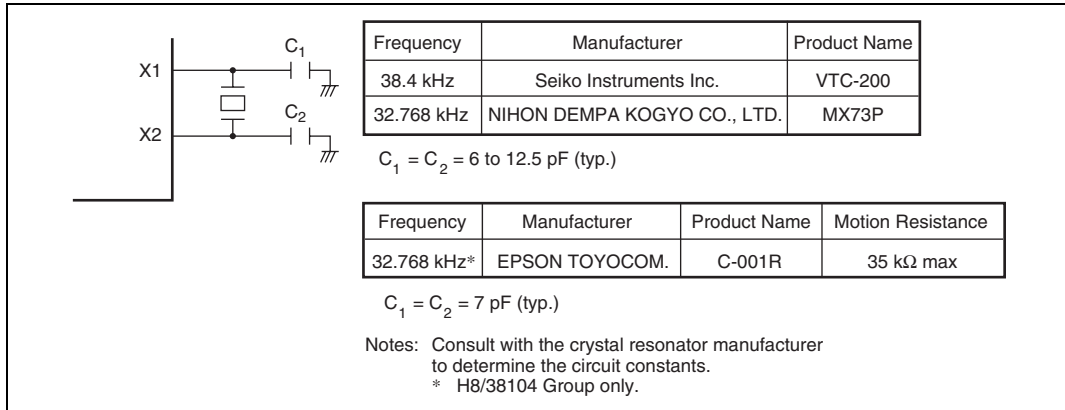 X1
X2
C1
C2
Frequency Manufacturer Product Name
38.4 kHz Seiko Instruments Inc. VTC-200
32.768 kHz NIHON DEMPA KOGYO CO., LTD. MX73P
C1 = C2 = 6 to 12.5 pF (typ.)
Frequency Manufacturer Product Name Motion Resistance
32.768 kHz* EPSON TOYOCOM. C-001R 35 kΩ max
C1 = C2 = 7 pF (typ.)
Notes: Consult with the crystal resonator manufacturer
to determine the circuit constants.
* H8/38104 Group only.